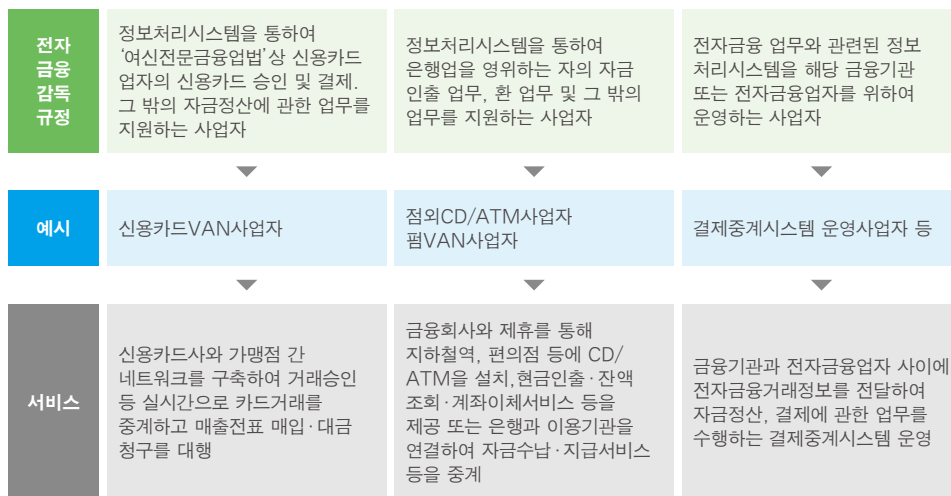 전자
금융
감독
규정
정보처리시스템을 통하여
‘여신전문금융업법’상 신용카드
업자의 신용카드 승인 및 결제.
그 밖의 자금정산에 관한 업무를
지원하는 사업자
정보처리시스템을 통하여
은행업을 영위하는 자의 자금
인출 업무, 환 업무 및 그 밖의
업무를 지원하는 사업자
전자금융 업무와 관련된 정보
처리시스템을 해당 금융기관
또는 전자금융업자를 위하여
운영하는 사업자
예시
신용카드VAN사업자
점외CD/ATM사업자
펌VAN사업자
결제중계시스템 운영사업자 등
서비스
신용카드사와 가맹점 간
네트워크를 구축하여 거래승인
등 실시간으로 카드거래를
중계하고 매출전표 매입·대금
청구를 대행
금융회사와 제휴를 통해
지하철역, 편의점 등에 CD/
ATM을 설치,현금인출·잔액
조회·계좌이체서비스 등을
제공 또는 은행과 이용기관을
연결하여 자금수납·지급서비스
등을 중계
금융기관과 전자금융업자 사이에
전자금융거래정보를 전달하여
자금정산, 결제에 관한 업무를
수행하는 결제중계시스템 운영